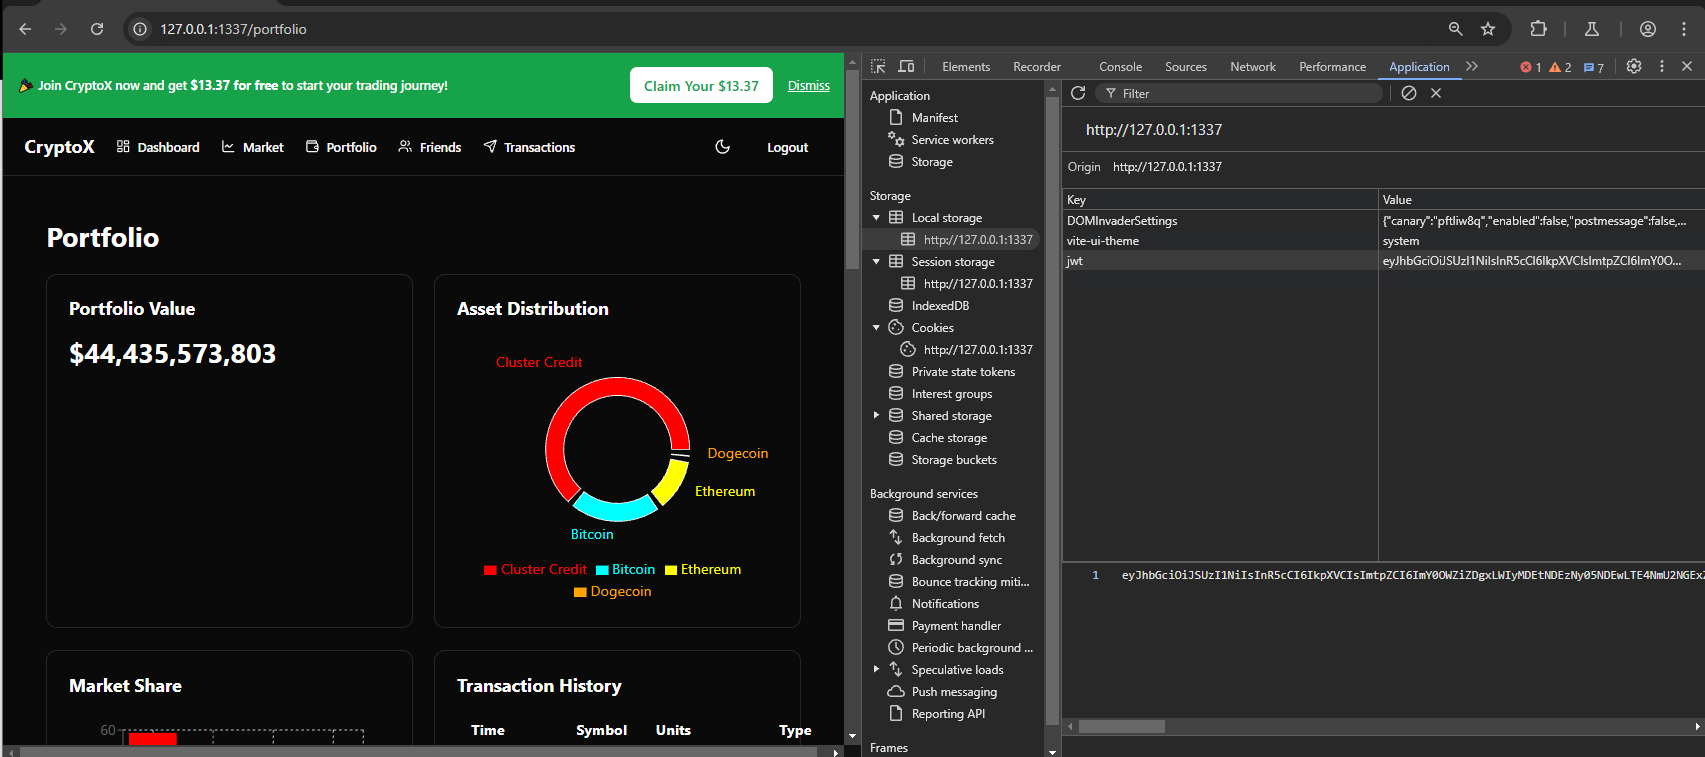 127.0.0.1:1337/portfolio
🎉 Join CryptoX now and get $13.37 for free to start your trading journey!
Claim Your $13.37
Dismiss
CryptoX
Dashboard
Market
Portfolio
Friends
Transactions
Logout
Portfolio
Portfolio Value
$44,435,573,803
Asset Distribution
Cluster Credit
Dogecoin
Ethereum
Bitcoin
Cluster Credit Bitcoin Ethereum
Dogecoin
Market Share
60
Transaction History
Time Symbol Units Type
Elements Recorder Console Sources Network Performance Application 1 2 7
Application
Manifest
Service workers
Storage
Storage
Local storage
http://127.0.0.1:1337
Session storage
http://127.0.0.1:1337
IndexedDB
Cookies
http://127.0.0.1:1337
Private state tokens
Interest groups
Shared storage
Cache storage
Storage buckets
Background services
Back/forward cache
Background fetch
Background sync
Bounce tracking miti...
Notifications
Payment handler
Periodic background ...
Speculative loads
Push messaging
Reporting API
Frames
Filter
http://127.0.0.1:1337
Origin http://127.0.0.1:1337
Key Value
DOMInvaderSettings {"canary":"pftliw8q","enabled":false,"postmessage":false,...
vite-ui-theme system
jwt eyJhbGciOiJSUzI1NiIsInR5cCI6IkpXVCIsImtpZCI6ImY0O...
1 eyJhbGciOiJSUzI1NiIsInR5cCI6IkpXVCIsImtpZCI6ImY0OWZiZDgxLWIyMDEtNDEzNy05NDEwLTE4NmU2NGExZ